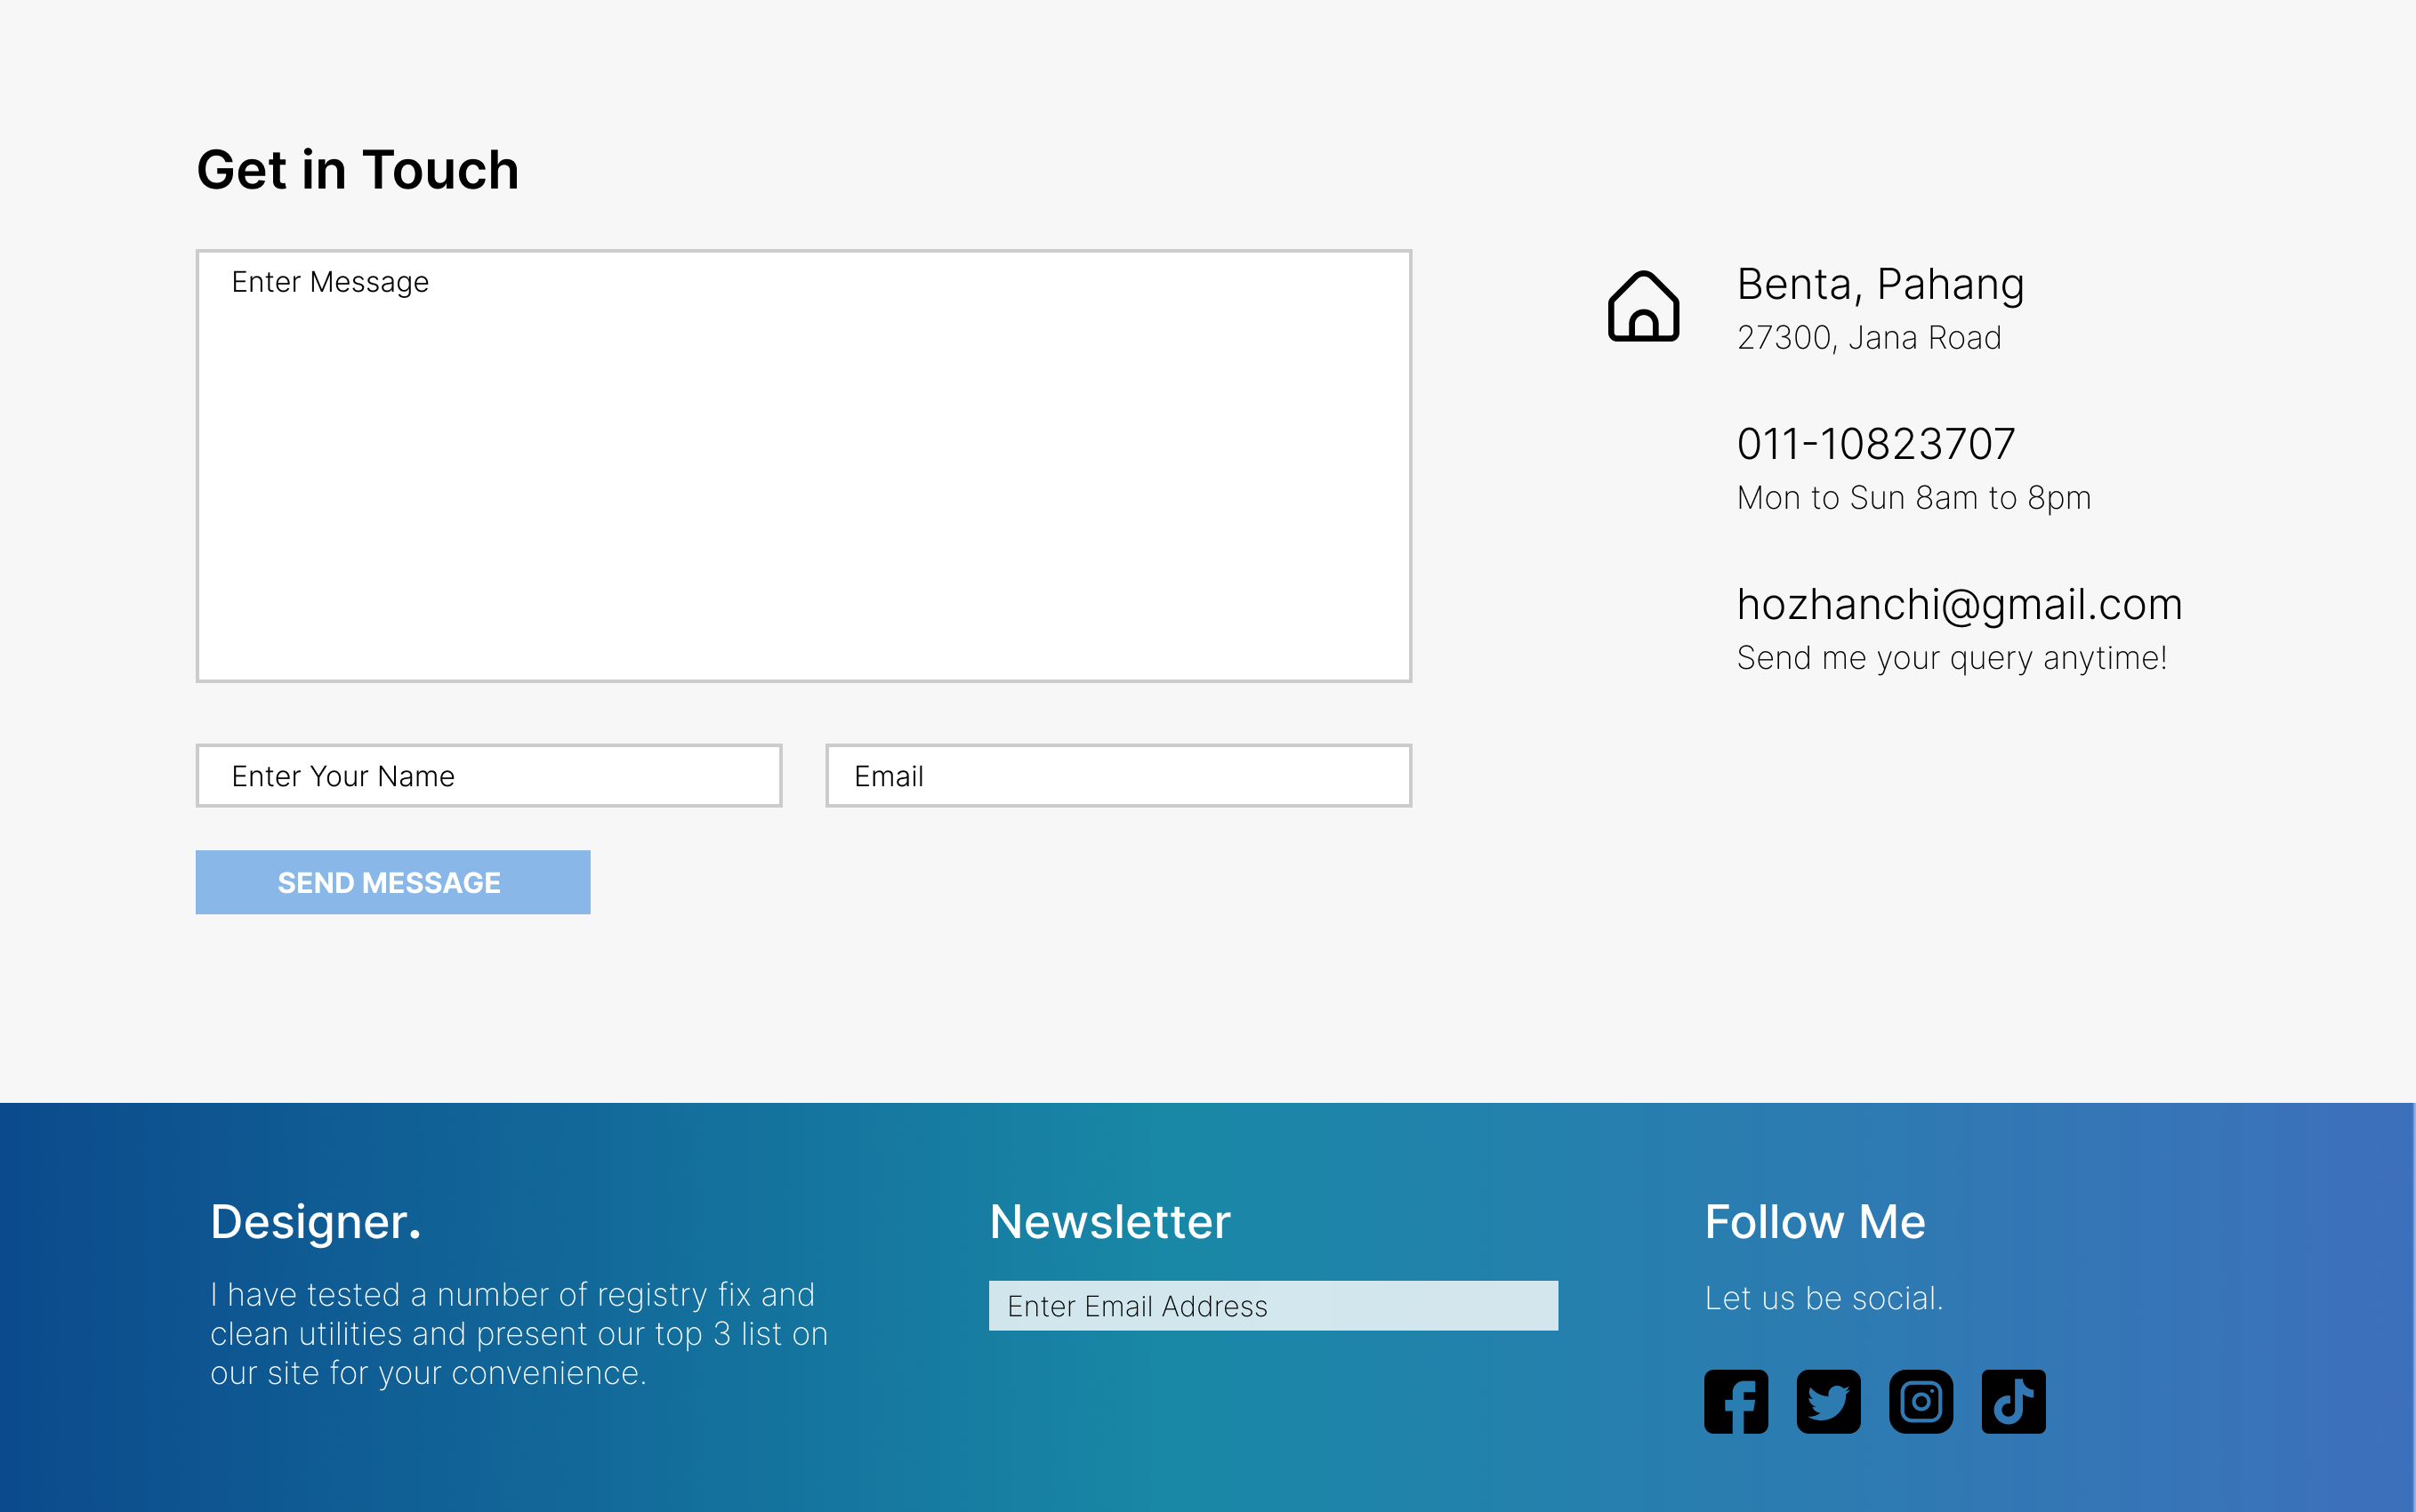 Get in Touch
Enter Message
Enter Your Name
Email
SEND MESSAGE
Benta, Pahang
27300, Jana Road
011-10823707
Mon to Sun 8am to 8pm
hozhanchi@gmail.com
Send me your query anytime!
Designer.
I have tested a number of registry fix and
clean utilities and present our top 3 list on
our site for your convenience.
Newsletter
Enter Email Address
Follow Me
Let us be social.